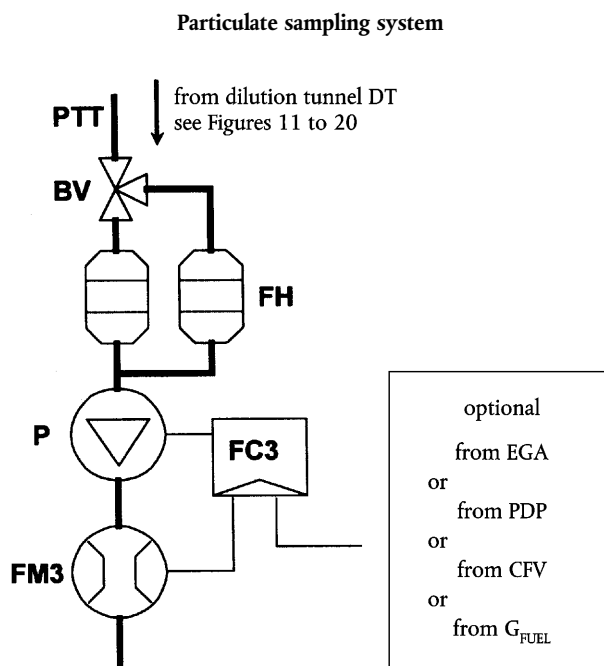 Particulate sampling system
from dilution tunnel DT
see Figures 11 to 20
PTT
BV
FH
P
FC3
FM3
optional
from EGA
or
from PDP
or
from CFV
or
from G_FUEL